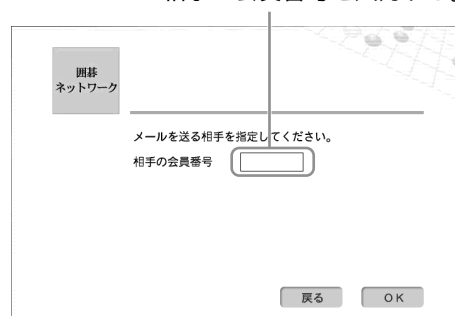 囲碁
ネットワーク
メールを送る相手を指定してください。
相手の会員番号
戻る
OK